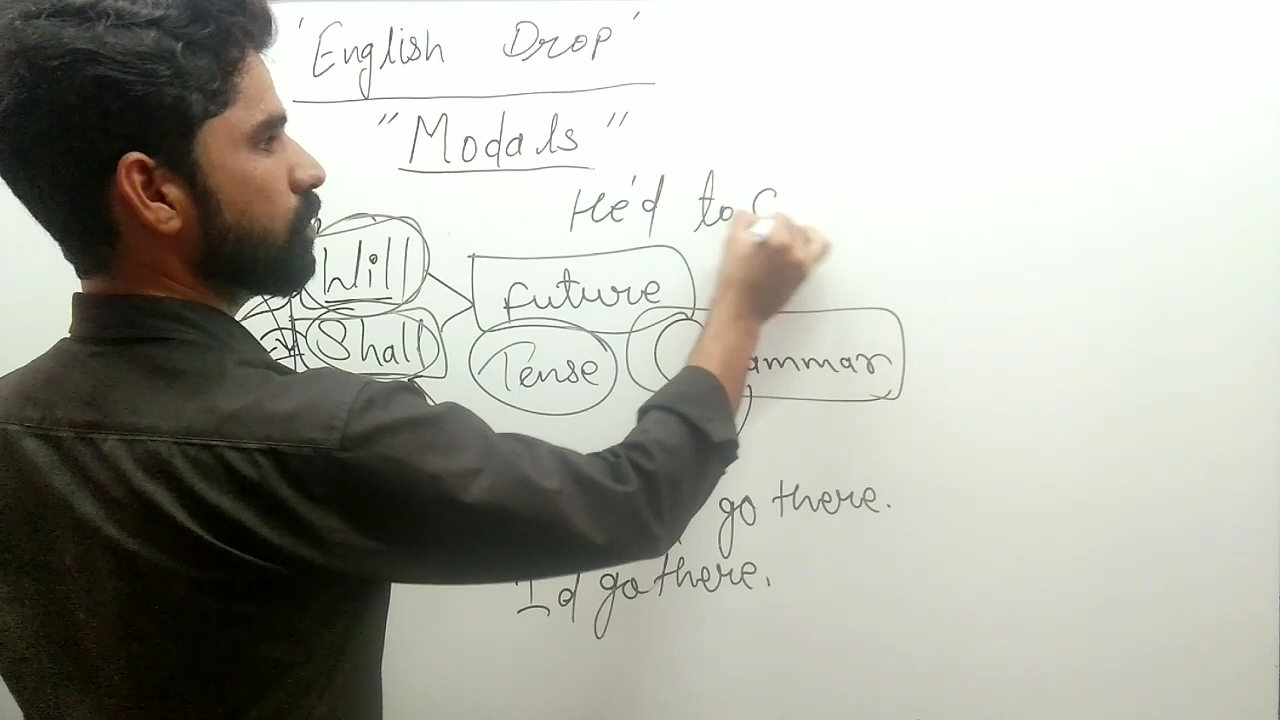 'English Drop'
"Modals"
He'd to
Will
future
Shall
Tense
ammar
go there.
I'd go there.